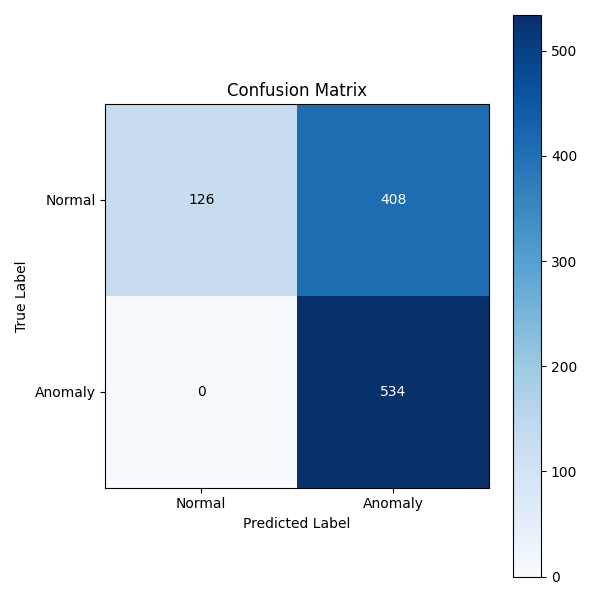 Confusion Matrix
500
400
300
200
100
0
True Label
Normal
126
408
Anomaly
0
534
Normal
Anomaly
Predicted Label